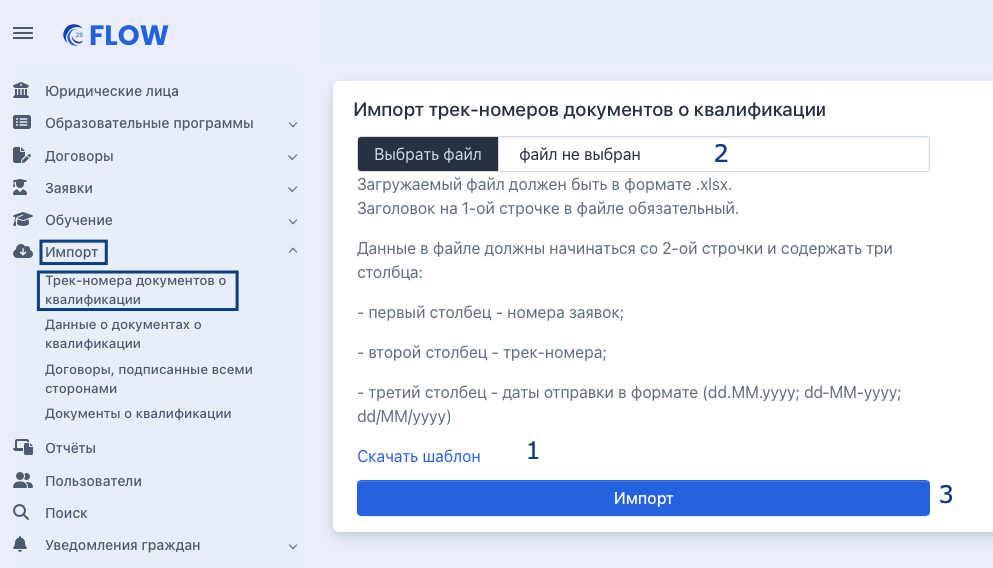 25 FLOW
Юридические лица
Образовательные программы
Договоры
Заявки
Обучение
Импорт
Трек-номера документов о
квалификации
Данные о документах о
квалификации
Договоры, подписанные всеми
сторонами
Документы о квалификации
Отчёты
Пользователи
Поиск
Уведомления граждан
Импорт трек-номеров документов о квалификации
Выбрать файл файл не выбран 2
Загружаемый файл должен быть в формате .xlsx.
Заголовок на 1-ой строчке в файле обязательный.
Данные в файле должны начинаться со 2-ой строчки и содержать три
столбца:
- первый столбец - номера заявок;
- второй столбец - трек-номера;
- третий столбец - даты отправки в формате (dd.MM.yyyy; dd-MM-yyyy;
dd/MM/yyyy)
Скачать шаблон 1
Импорт 3